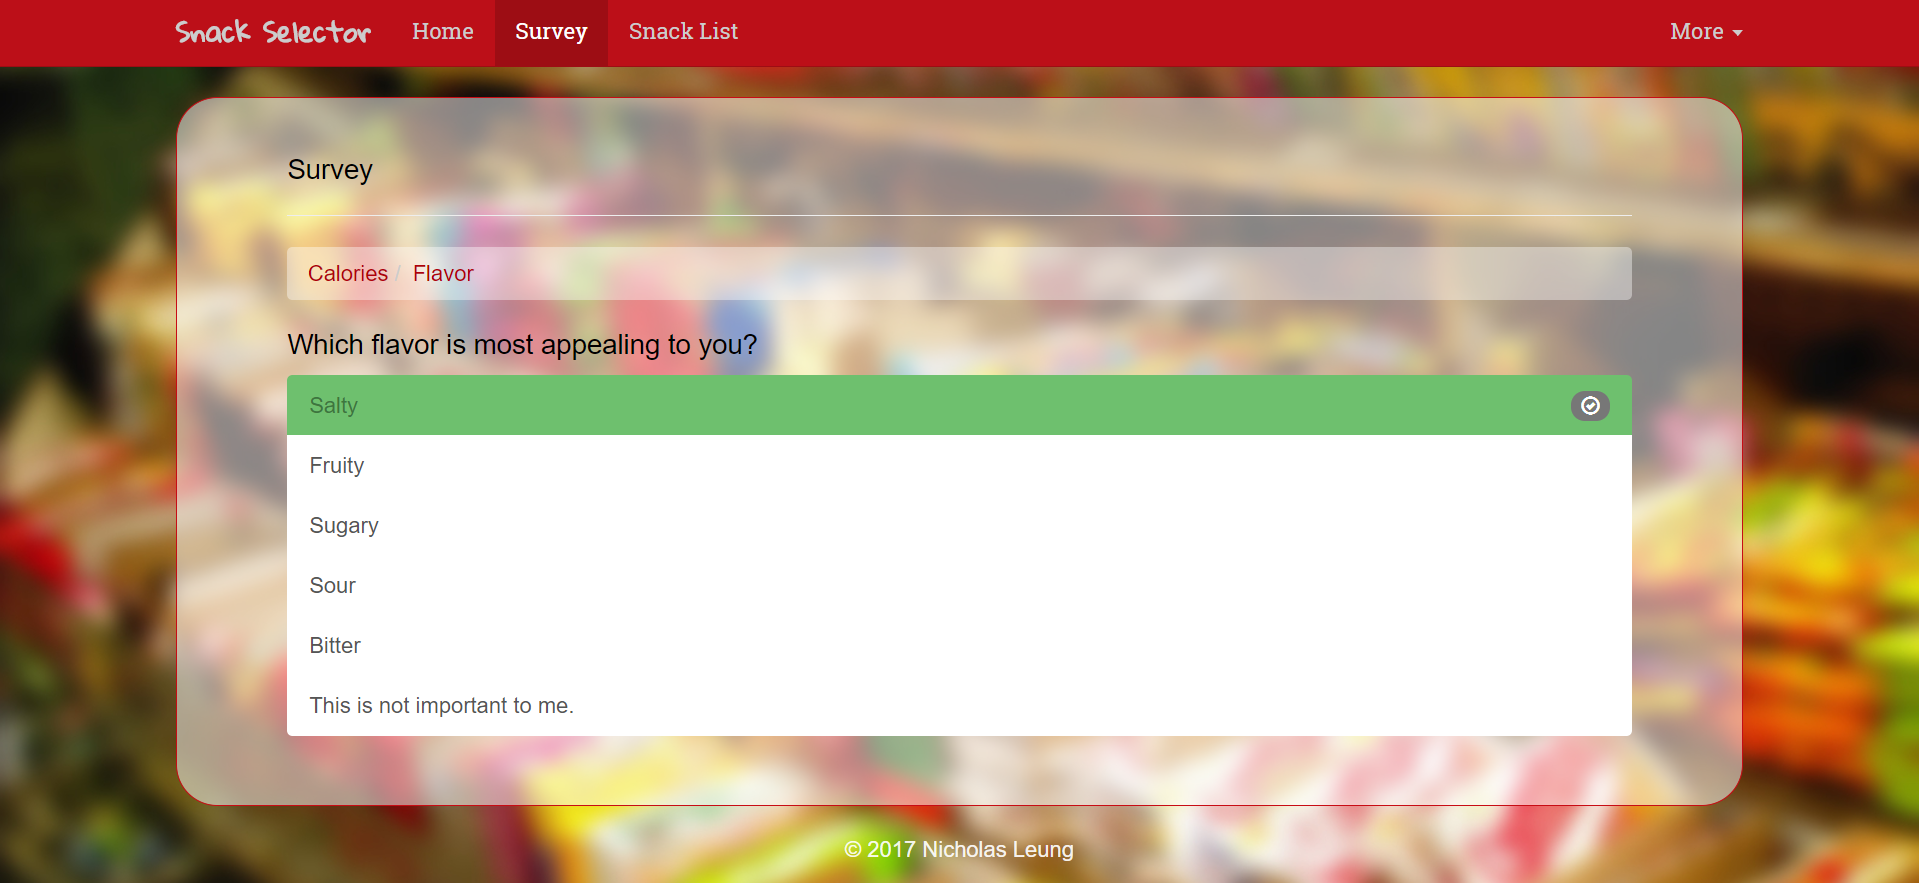 Snack Selector Home Survey Snack List More
Survey
Calories / Flavor
Which flavor is most appealing to you?
Salty
Fruity
Sugary
Sour
Bitter
This is not important to me.
© 2017 Nicholas Leung